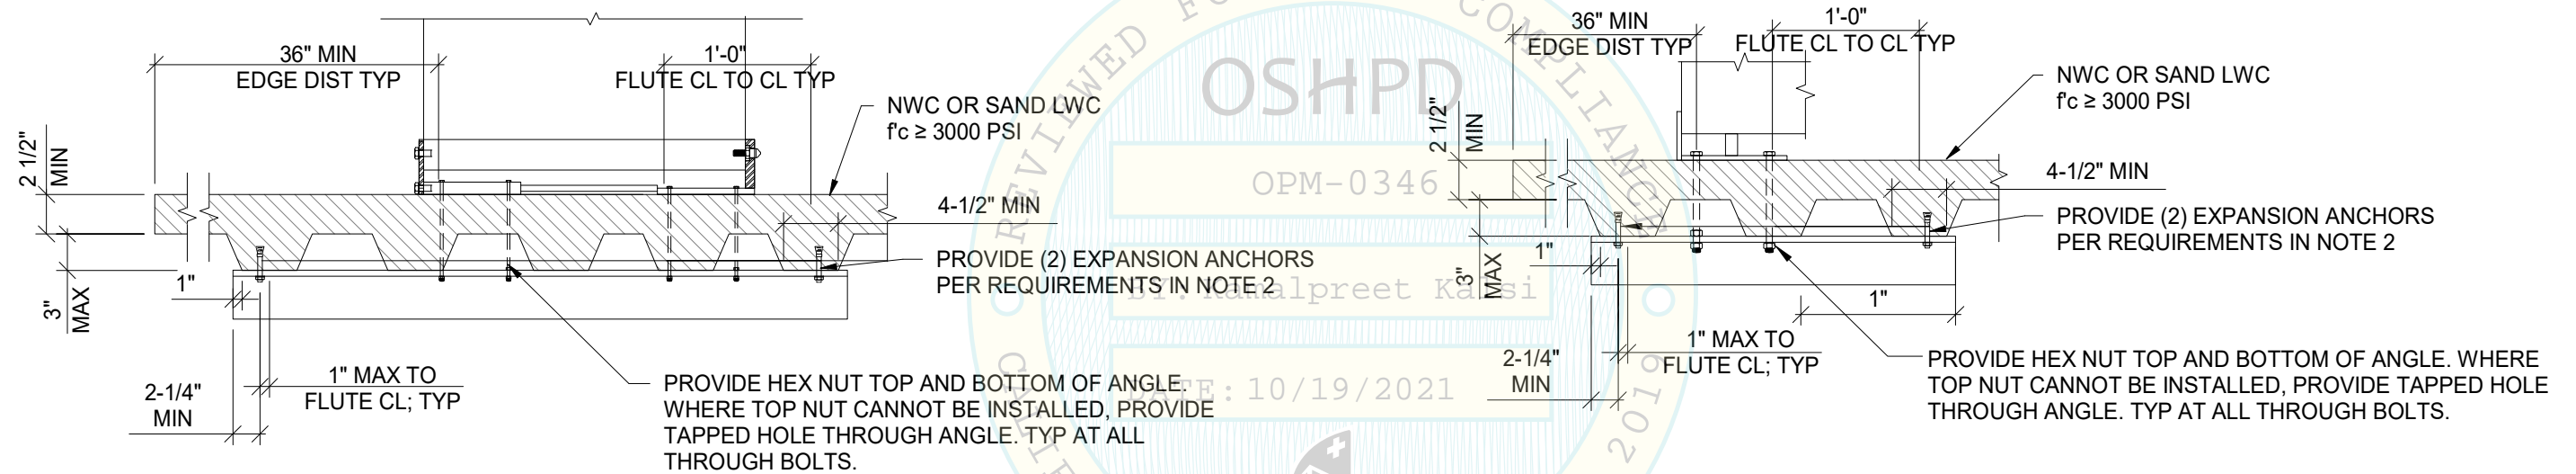 36" MIN
EDGE DIST TYP
1'-0"
FLUTE CL TO CL TYP
NWC OR SAND LWC
f'c ≥ 3000 PSI
2 1/2"
MIN
4-1/2" MIN
PROVIDE (2) EXPANSION ANCHORS
PER REQUIREMENTS IN NOTE 2
1"
3"
MAX
2-1/4"
MIN
1" MAX TO
FLUTE CL; TYP
PROVIDE HEX NUT TOP AND BOTTOM OF ANGLE.
WHERE TOP NUT CANNOT BE INSTALLED, PROVIDE
TAPPED HOLE THROUGH ANGLE. TYP AT ALL
THROUGH BOLTS.
REVIEWED FO COMPLIANCE
OSHPD
OPM-0346
BY: Kamalpreet Kalsi
DATE: 10/19/2021
2019
36" MIN
EDGE DIST TYP
1'-0"
FLUTE CL TO CL TYP
NWC OR SAND LWC
f'c ≥ 3000 PSI
2 1/2"
MIN
4-1/2" MIN
PROVIDE (2) EXPANSION ANCHORS
PER REQUIREMENTS IN NOTE 2
1"
3"
MAX
1"
2-1/4"
MIN
1" MAX TO
FLUTE CL; TYP
PROVIDE HEX NUT TOP AND BOTTOM OF ANGLE. WHERE
TOP NUT CANNOT BE INSTALLED, PROVIDE TAPPED HOLE
THROUGH ANGLE. TYP AT ALL THROUGH BOLTS.